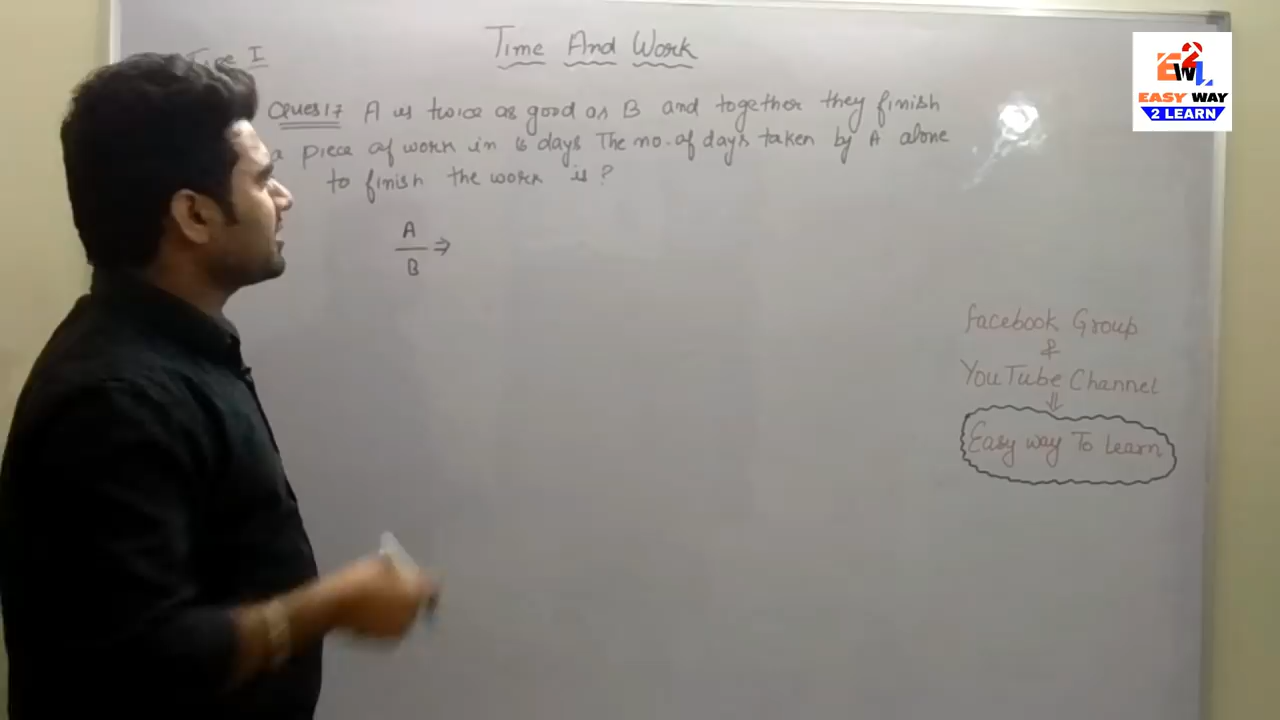 Time And Work
Type I
Ques17 A is twice as good as B and together they finish
a piece of work in 6 days The no. of days taken by A alone
to finish the work is ?
A
B
⇒
Facebook Group
&
YouTube Channel
⇓
Easy way To Learn
E2L
W
EASY WAY
2 LEARN